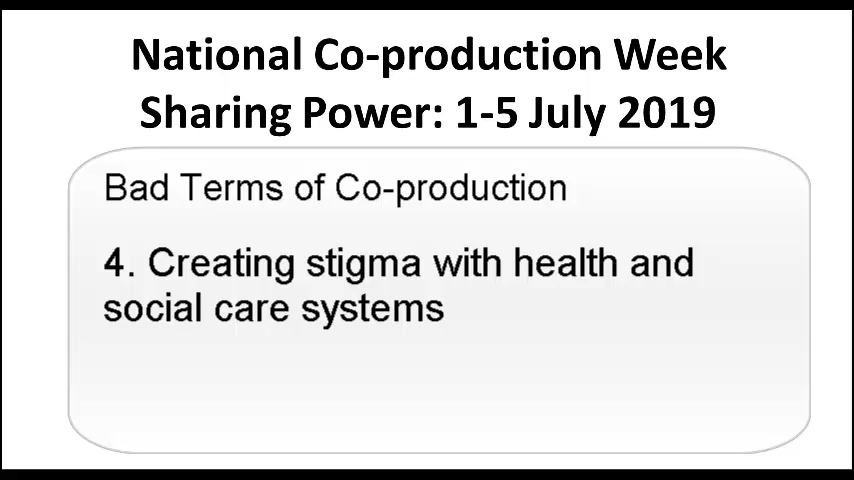 National Co-production Week
Sharing Power: 1-5 July 2019
Bad Terms of Co-production
4. Creating stigma with health and
social care systems